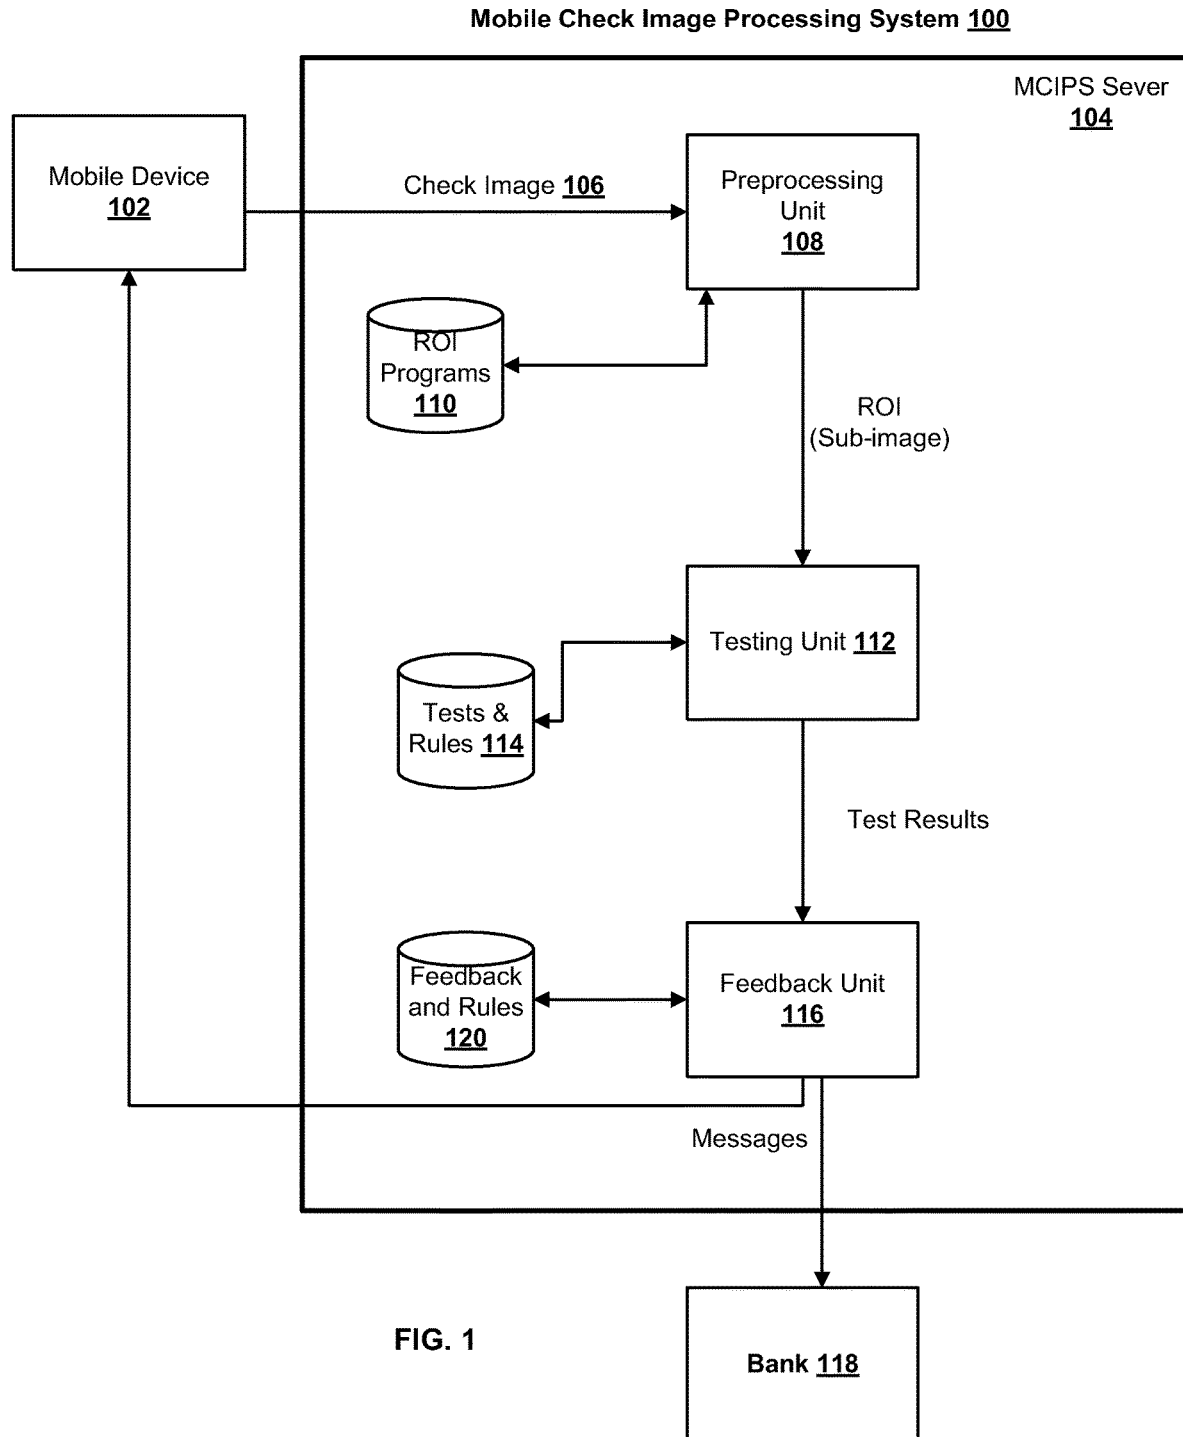 Mobile Check Image Processing System 100
MCIPS Sever
104
Mobile Device
102
Check Image 106
Preprocessing
Unit
108
ROI
Programs
110
ROI
(Sub-image)
Testing Unit 112
Tests &
Rules 114
Test Results
Feedback
and Rules
120
Feedback Unit
116
Messages
FIG. 1
Bank 118